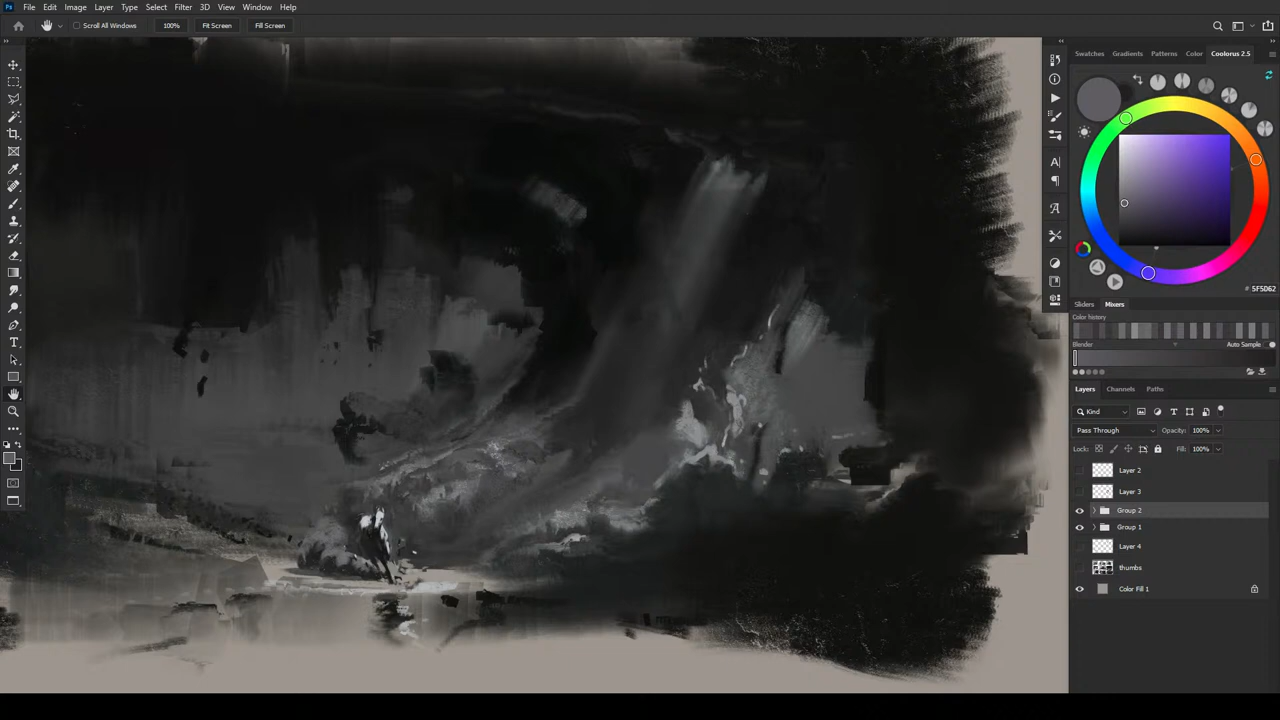 Ps File Edit Image Layer Type Select Filter 3D View Window Help
Scroll All Windows 100% Fit Screen Fill Screen
Swatches Gradients Patterns Color Coolorus 2.5
# 5F5D62
Sliders Mixers
Color history
Blender Auto Sample
Layers Channels Paths
Kind
Pass Through Opacity: 100%
Lock: Fill: 100%
Layer 2
Layer 3
Group 2
Group 1
Layer 4
thumbs
Color Fill 1